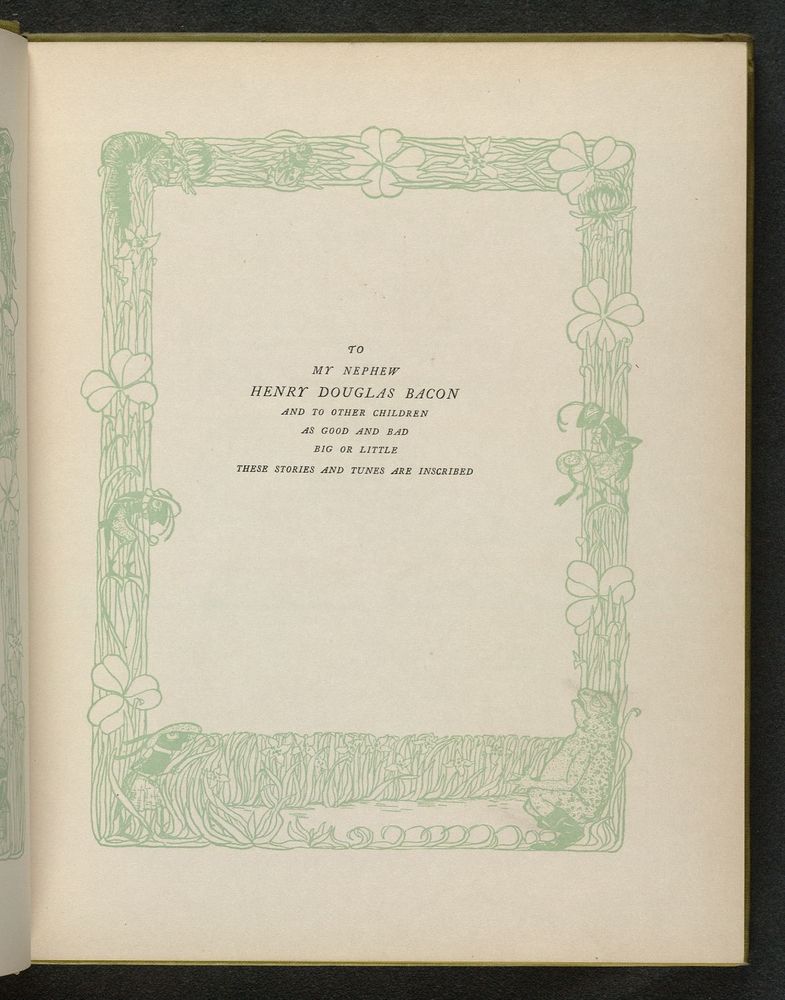 TO
MY NEPHEW
HENRY DOUGLAS BACON
AND TO OTHER CHILDREN
AS GOOD AND BAD
BIG OR LITTLE
THESE STORIES AND TUNES ARE INSCRIBED